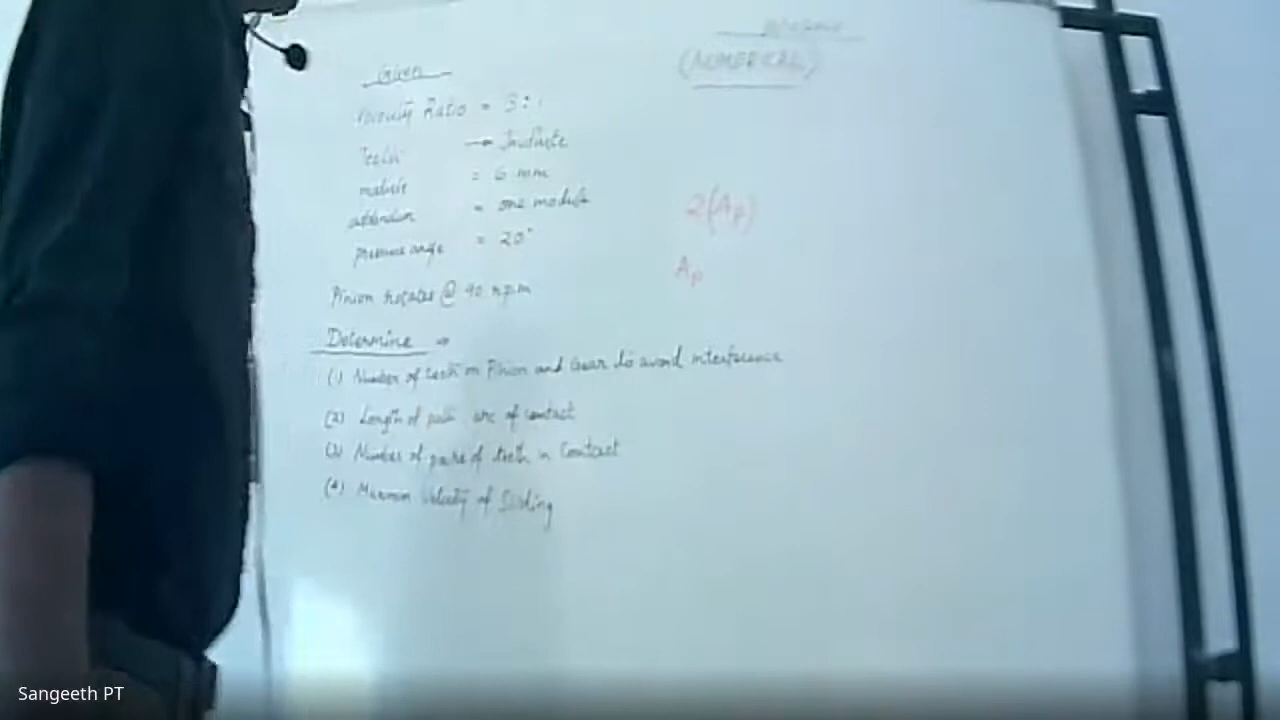 (NUMERICAL)
Given
Velocity Ratio = 3:1
Teeth → Involute
module = 6 mm
addendum = one module
pressure angle = 20°
Pinion rotates @ 90 rpm
2(Ap)
Ap
Determine ⇒
(1) Number of teeth on Pinion and Gear to avoid interference
(2) Length of path arc of contact
(3) Number of pairs of teeth in Contact
(4) Maximum Velocity of Sliding
Sangeeth PT